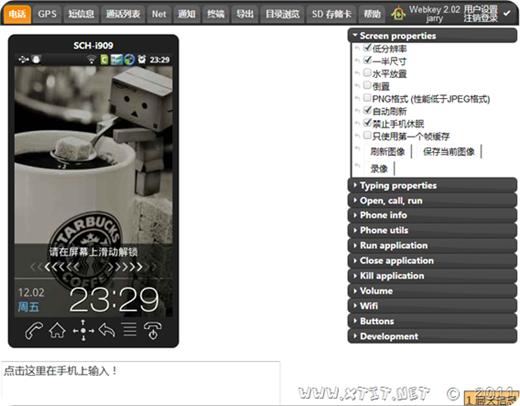 电话 GPS 短信息 通话列表 Net 通知 终端 导出 目录浏览 SD 存储卡 帮助
Webkey 2.02
jarry
用户设置
注销登录
SCH-i909
23:29
STARBUCKS
COFFEE
请在屏幕上滑动解锁
12.02
周五
23:29
点击这里在手机上输入！
Screen properties
低分辨率
一半尺寸
水平放置
倒置
PNG格式 (性能低于JPEG格式)
自动刷新
禁止手机休眠
只使用第一个帧缓存
刷新图像 保存当前图像
录像
Typing properties
Open, call, run
Phone info
Phone utils
Run application
Close application
Kill application
Volume
Wifi
Buttons
Development
www.xtit.net © 2011